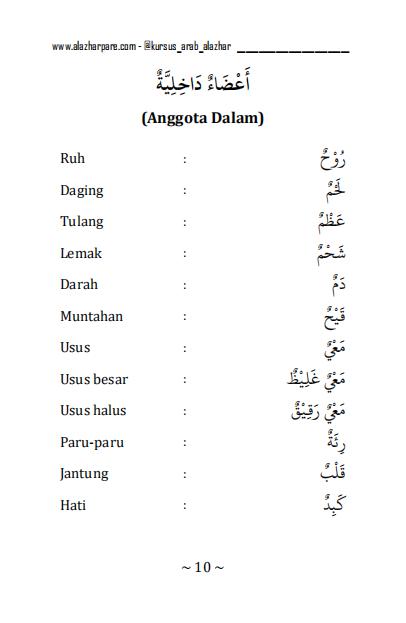 www.alazharpare.com - @kursus_arab_alazhar _______________
أَعْضَاءٌ دَاخِلِيَّةٌ
(Anggota Dalam)
Ruh : رُوْحٌ
Daging : لَحْمٌ
Tulang : عَظْمٌ
Lemak : شَحْمٌ
Darah : دَمٌ
Muntahan : قَيْحٌ
Usus : مَعْيٌ
Usus besar : مَعْيٌ غَلِيْظٌ
Usus halus : مَعْيٌ رَقِيْقٌ
Paru-paru : رِئَةٌ
Jantung : قَلْبٌ
Hati : كَبِدٌ
~ 10 ~